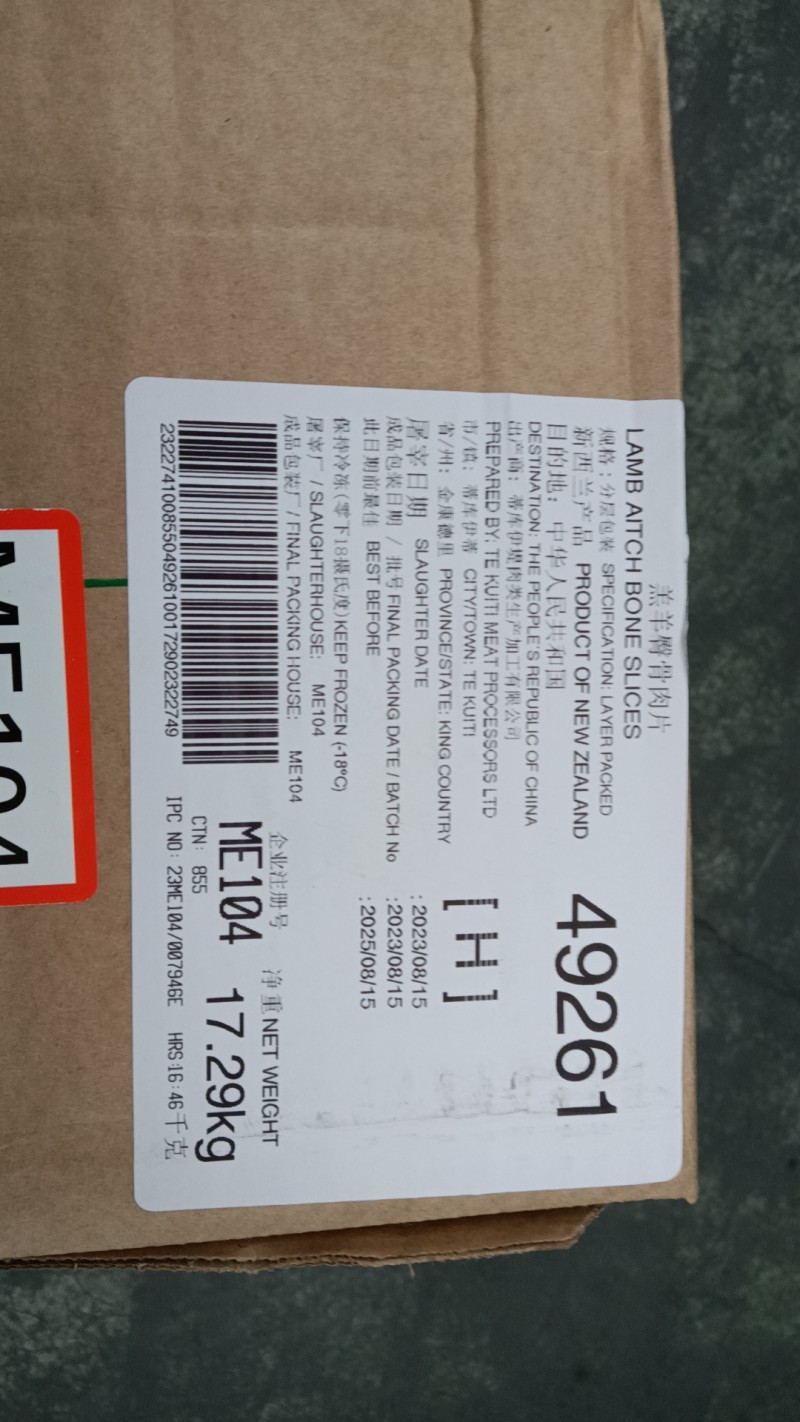 羔羊臀骨肉片
LAMB AITCH BONE SLICES
规格：分层包装 SPECIFICATION: LAYER PACKED
新西兰产品 PRODUCT OF NEW ZEALAND
49261
目的地：中华人民共和国
DESTINATION: THE PEOPLE'S REPUBLIC OF CHINA
出产商：蒂库伊缇肉类生产加工有限公司
PREPARED BY: TE KUITI MEAT PROCESSORS LTD
[ H ]
市/镇：蒂库伊蒂 CITY/TOWN: TE KUITI
省/州：金康德里 PROVINCE/STATE: KING COUNTRY
屠宰日期 SLAUGHTER DATE :2023/08/15
成品包装日期 / 批号 FINAL PACKING DATE / BATCH No :2023/08/15
此日期前最佳 BEST BEFORE :2025/08/15
保持冷冻(零下18摄氏度) KEEP FROZEN (-18ºC)
屠宰厂 / SLAUGHTERHOUSE: ME104
成品包装厂 / FINAL PACKING HOUSE: ME104
企业注册号 净重 NET WEIGHT
ME104 17.29kg
CTN: 855
IPC NO: 23ME104/007946E HRS:16:46 千克
23227410085504926100172902322749
ME104